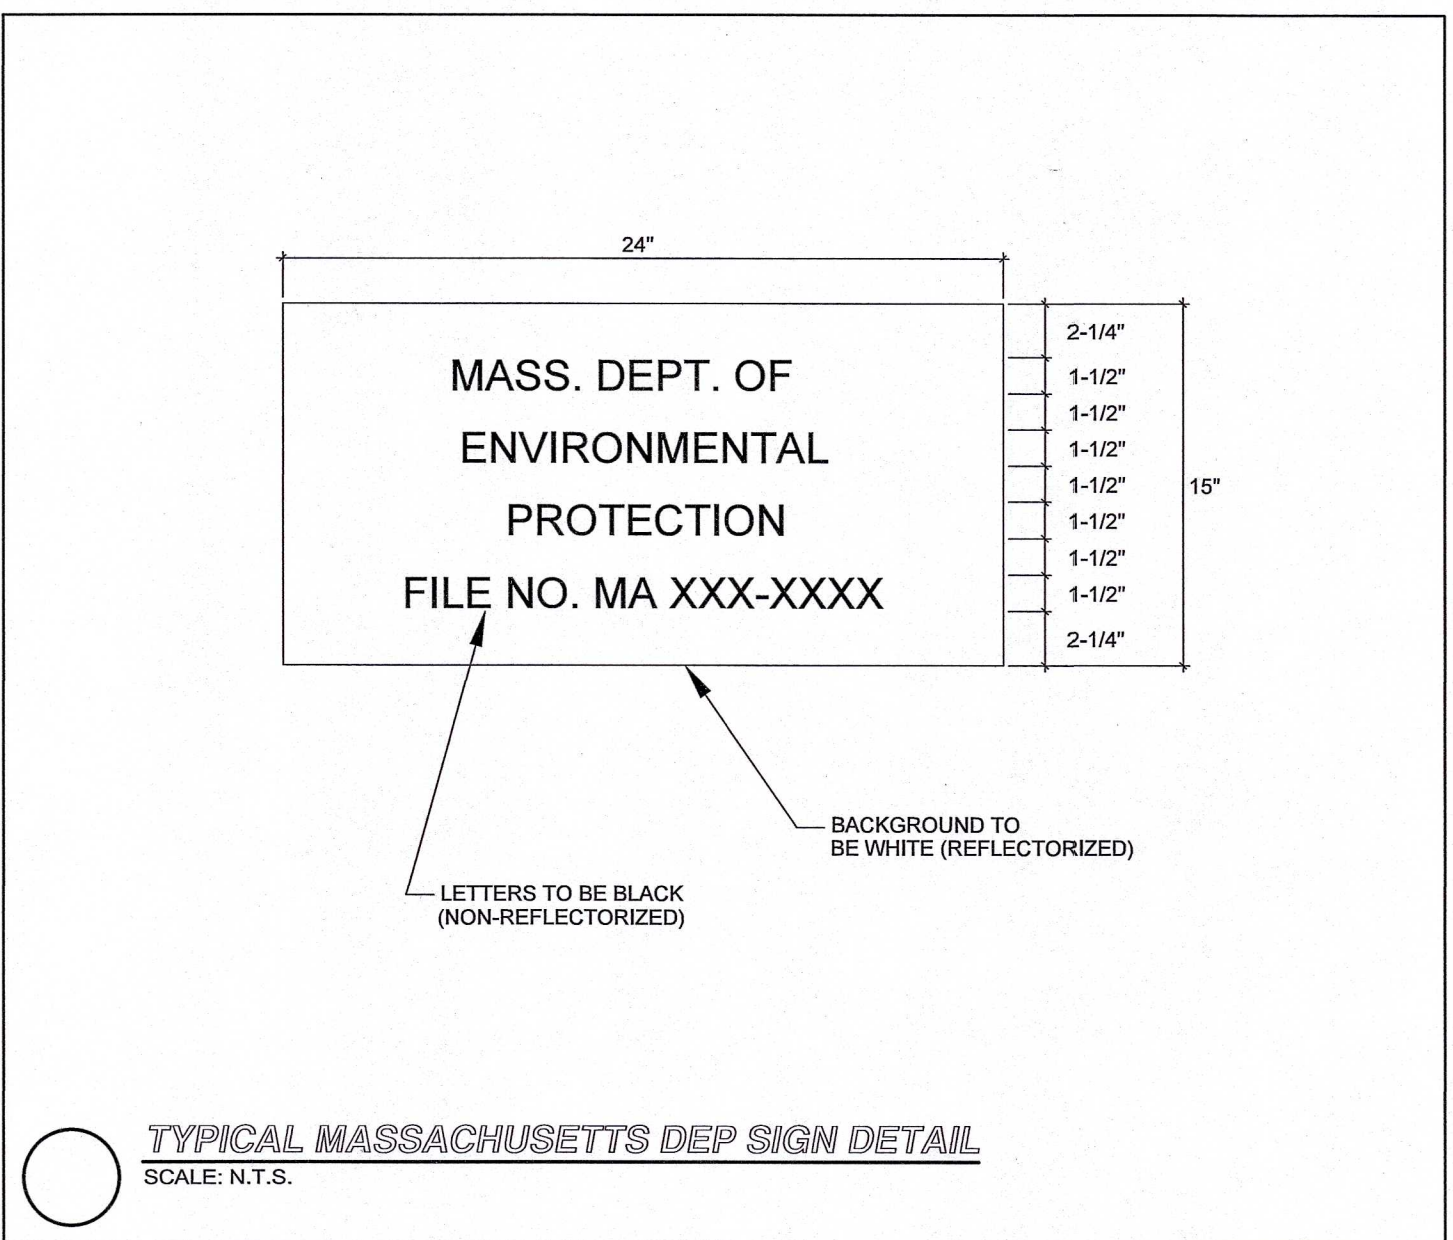 24"
MASS. DEPT. OF
ENVIRONMENTAL
PROTECTION
FILE NO. MA XXX-XXXX
2-1/4"
1-1/2"
1-1/2"
1-1/2"
1-1/2"
1-1/2"
1-1/2"
1-1/2"
2-1/4"
15"
BACKGROUND TO
BE WHITE (REFLECTORIZED)
LETTERS TO BE BLACK
(NON-REFLECTORIZED)
TYPICAL MASSACHUSETTS DEP SIGN DETAIL
SCALE: N.T.S.